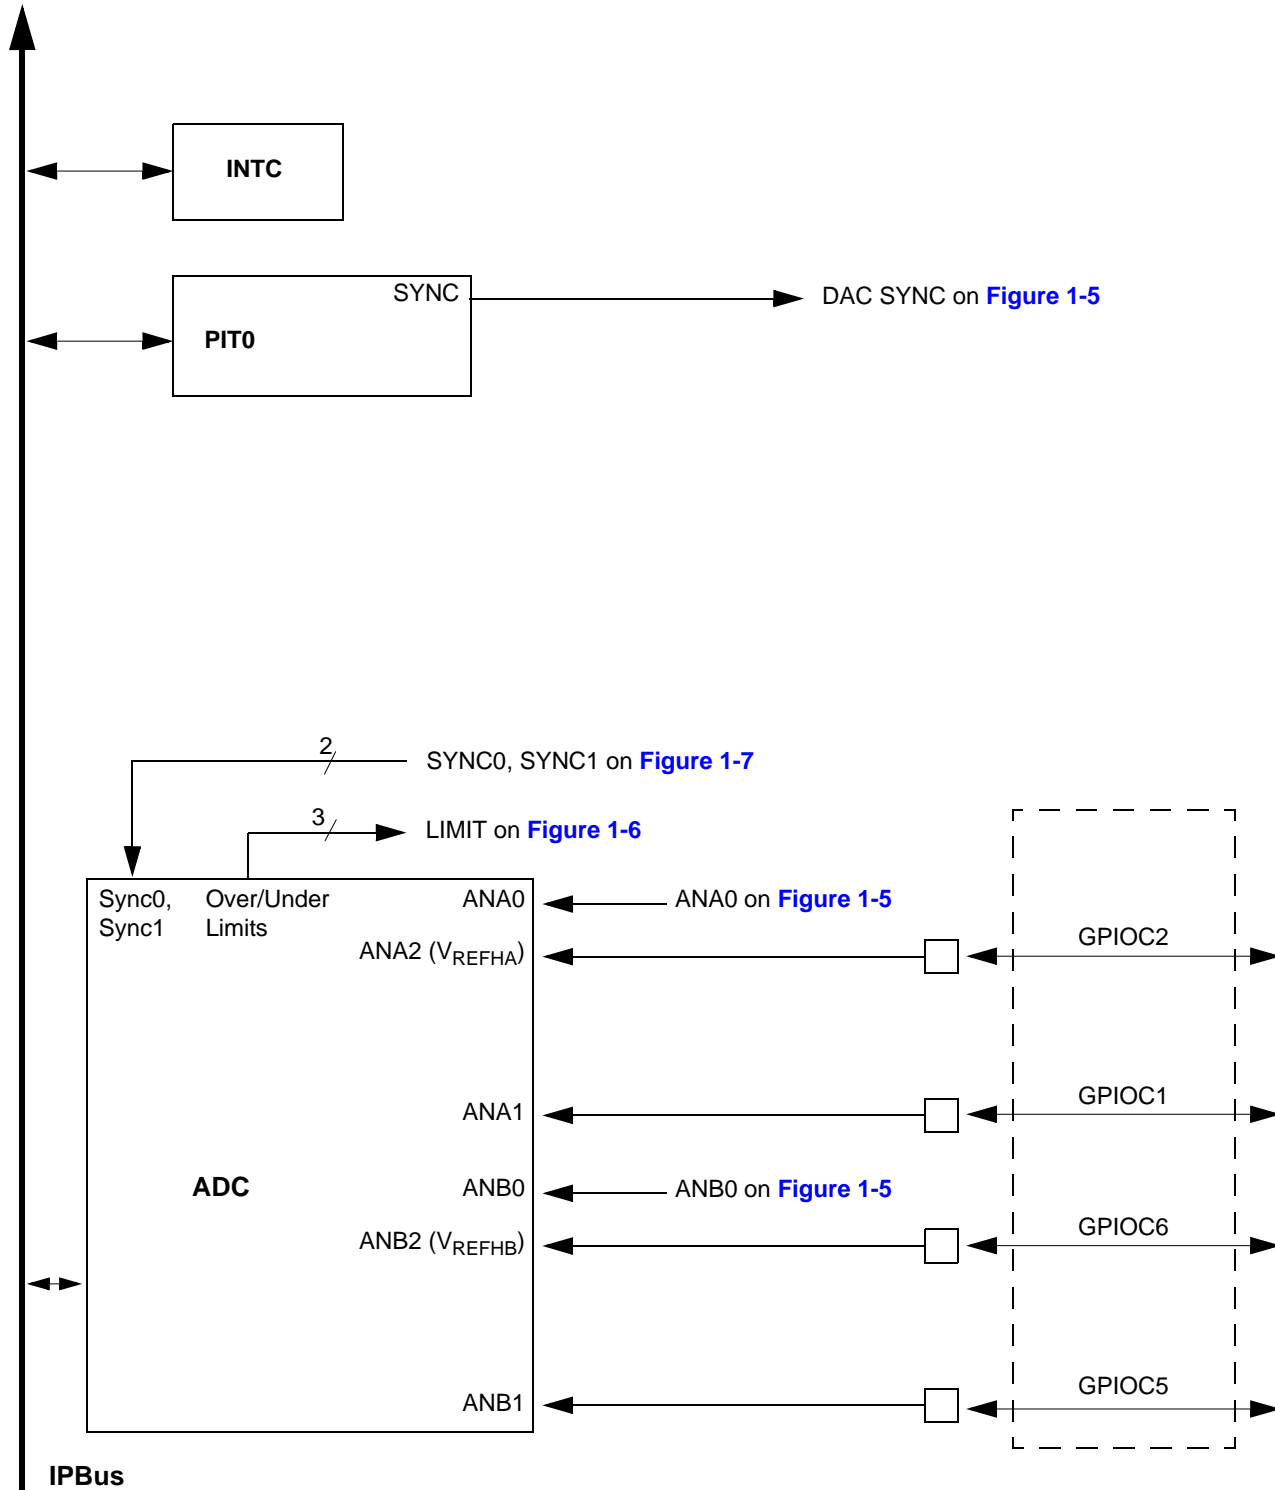 INTC
SYNC
DAC SYNC on Figure 1-5
PIT0
2
SYNC0, SYNC1 on Figure 1-7
3
LIMIT on Figure 1-6
Sync0,
Sync1
Over/Under
Limits
ANA0
ANA0 on Figure 1-5
ANA2 (VREFHA)
GPIOC2
ANA1
GPIOC1
ADC
ANB0
ANB0 on Figure 1-5
ANB2 (VREFHB)
GPIOC6
ANB1
GPIOC5
IPBus